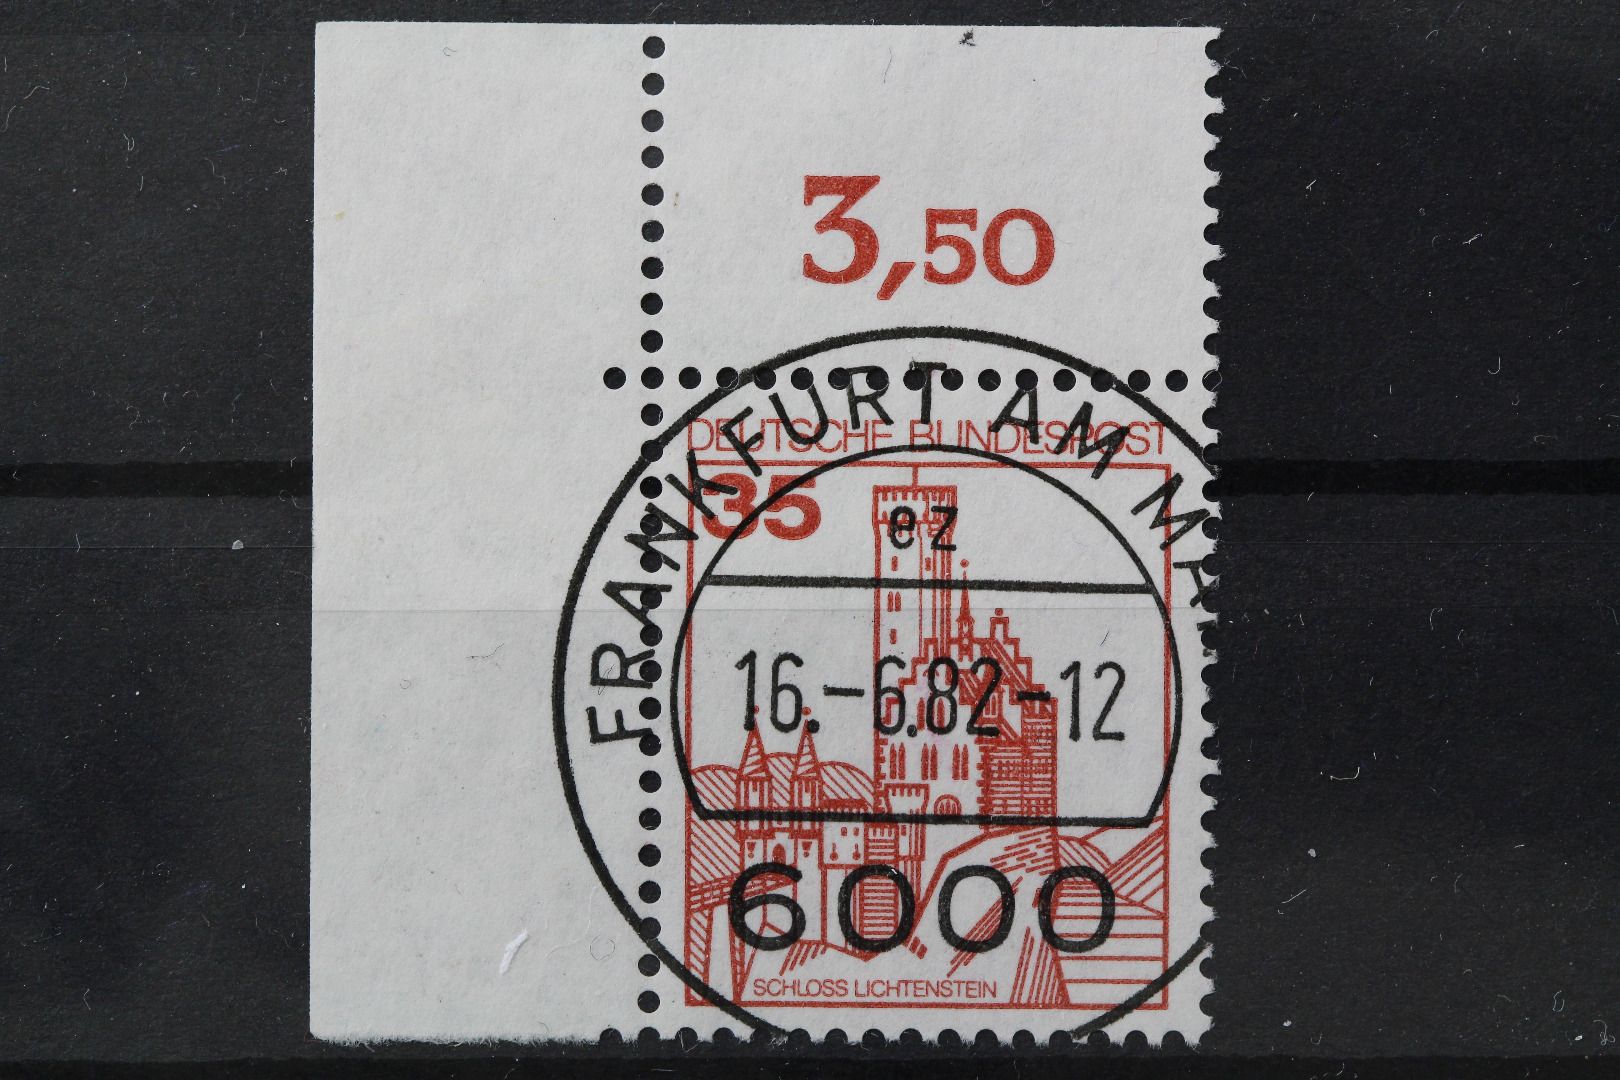 3,50
FRANKFURT AM MA
DEUTSCHE BUNDESPOST
35
ez
16.-6.82-12
6000
SCHLOSS LICHTENSTEIN